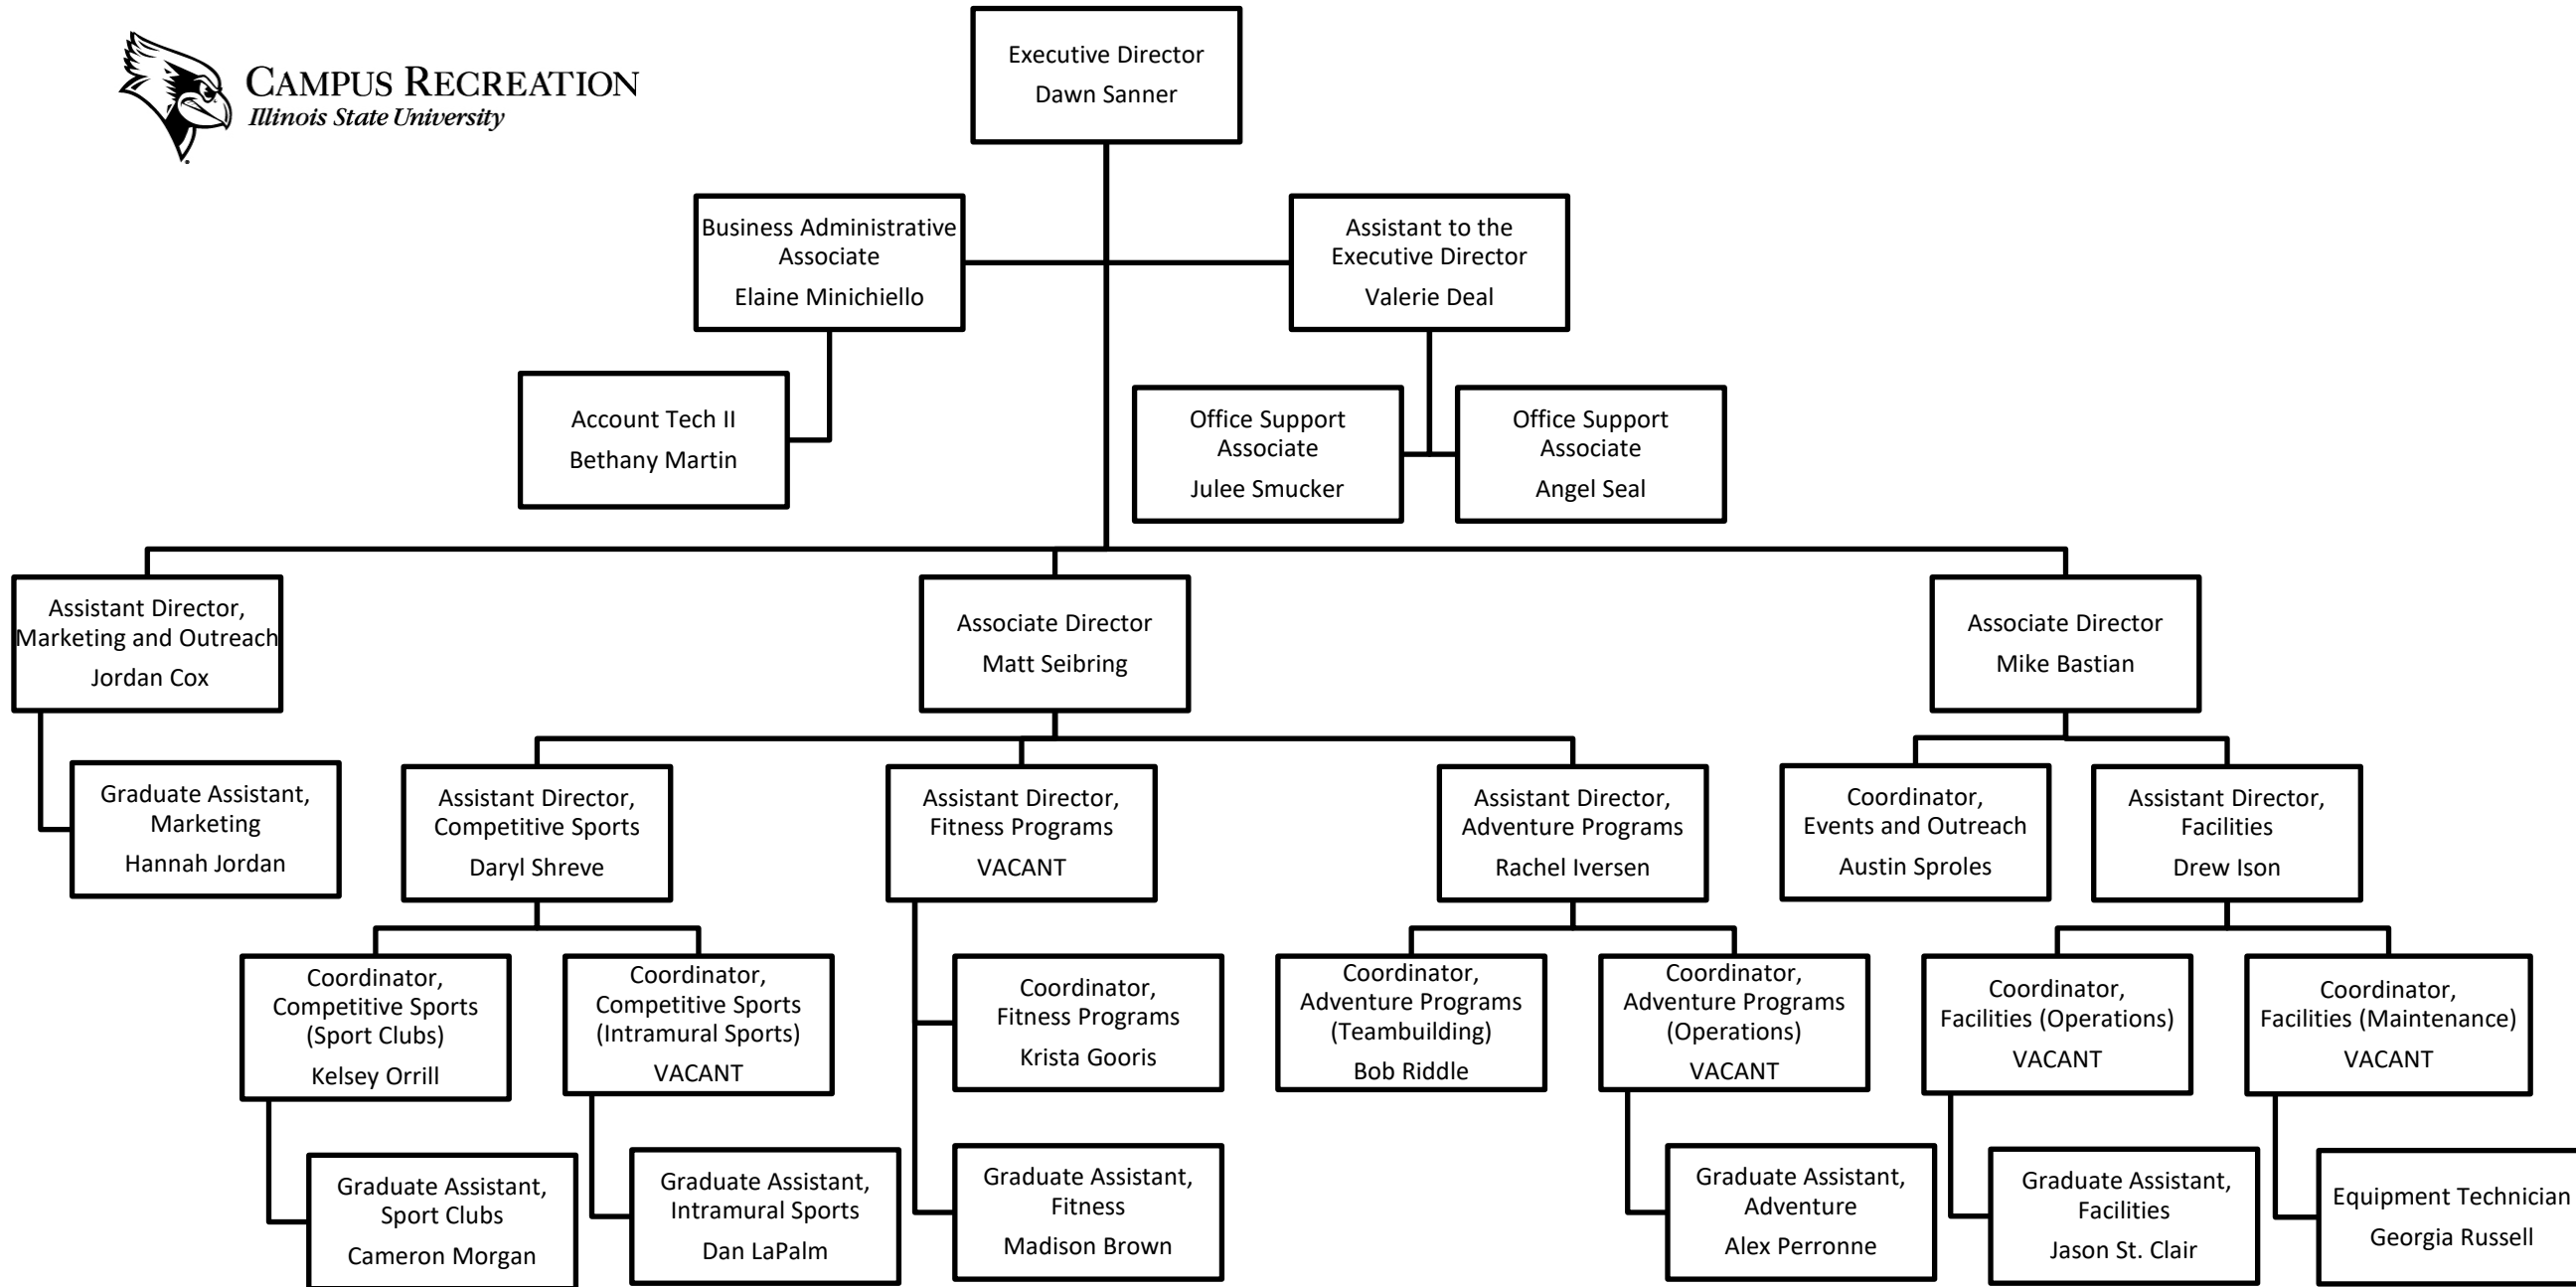 CAMPUS RECREATION
Illinois State University
Executive Director
Dawn Sanner
Business Administrative
Associate
Elaine Minichiello
Assistant to the
Executive Director
Valerie Deal
Account Tech II
Bethany Martin
Office Support
Associate
Julee Smucker
Office Support
Associate
Angel Seal
Assistant Director,
Marketing and Outreach
Jordan Cox
Associate Director
Matt Seibring
Associate Director
Mike Bastian
Graduate Assistant,
Marketing
Hannah Jordan
Assistant Director,
Competitive Sports
Daryl Shreve
Assistant Director,
Fitness Programs
VACANT
Assistant Director,
Adventure Programs
Rachel Iversen
Coordinator,
Events and Outreach
Austin Sproles
Assistant Director,
Facilities
Drew Ison
Coordinator,
Competitive Sports
(Sport Clubs)
Kelsey Orrill
Coordinator,
Competitive Sports
(Intramural Sports)
VACANT
Coordinator,
Fitness Programs
Krista Gooris
Coordinator,
Adventure Programs
(Teambuilding)
Bob Riddle
Coordinator,
Adventure Programs
(Operations)
VACANT
Coordinator,
Facilities (Operations)
VACANT
Coordinator,
Facilities (Maintenance)
VACANT
Graduate Assistant,
Sport Clubs
Cameron Morgan
Graduate Assistant,
Intramural Sports
Dan LaPalm
Graduate Assistant,
Fitness
Madison Brown
Graduate Assistant,
Adventure
Alex Perronne
Graduate Assistant,
Facilities
Jason St. Clair
Equipment Technician
Georgia Russell